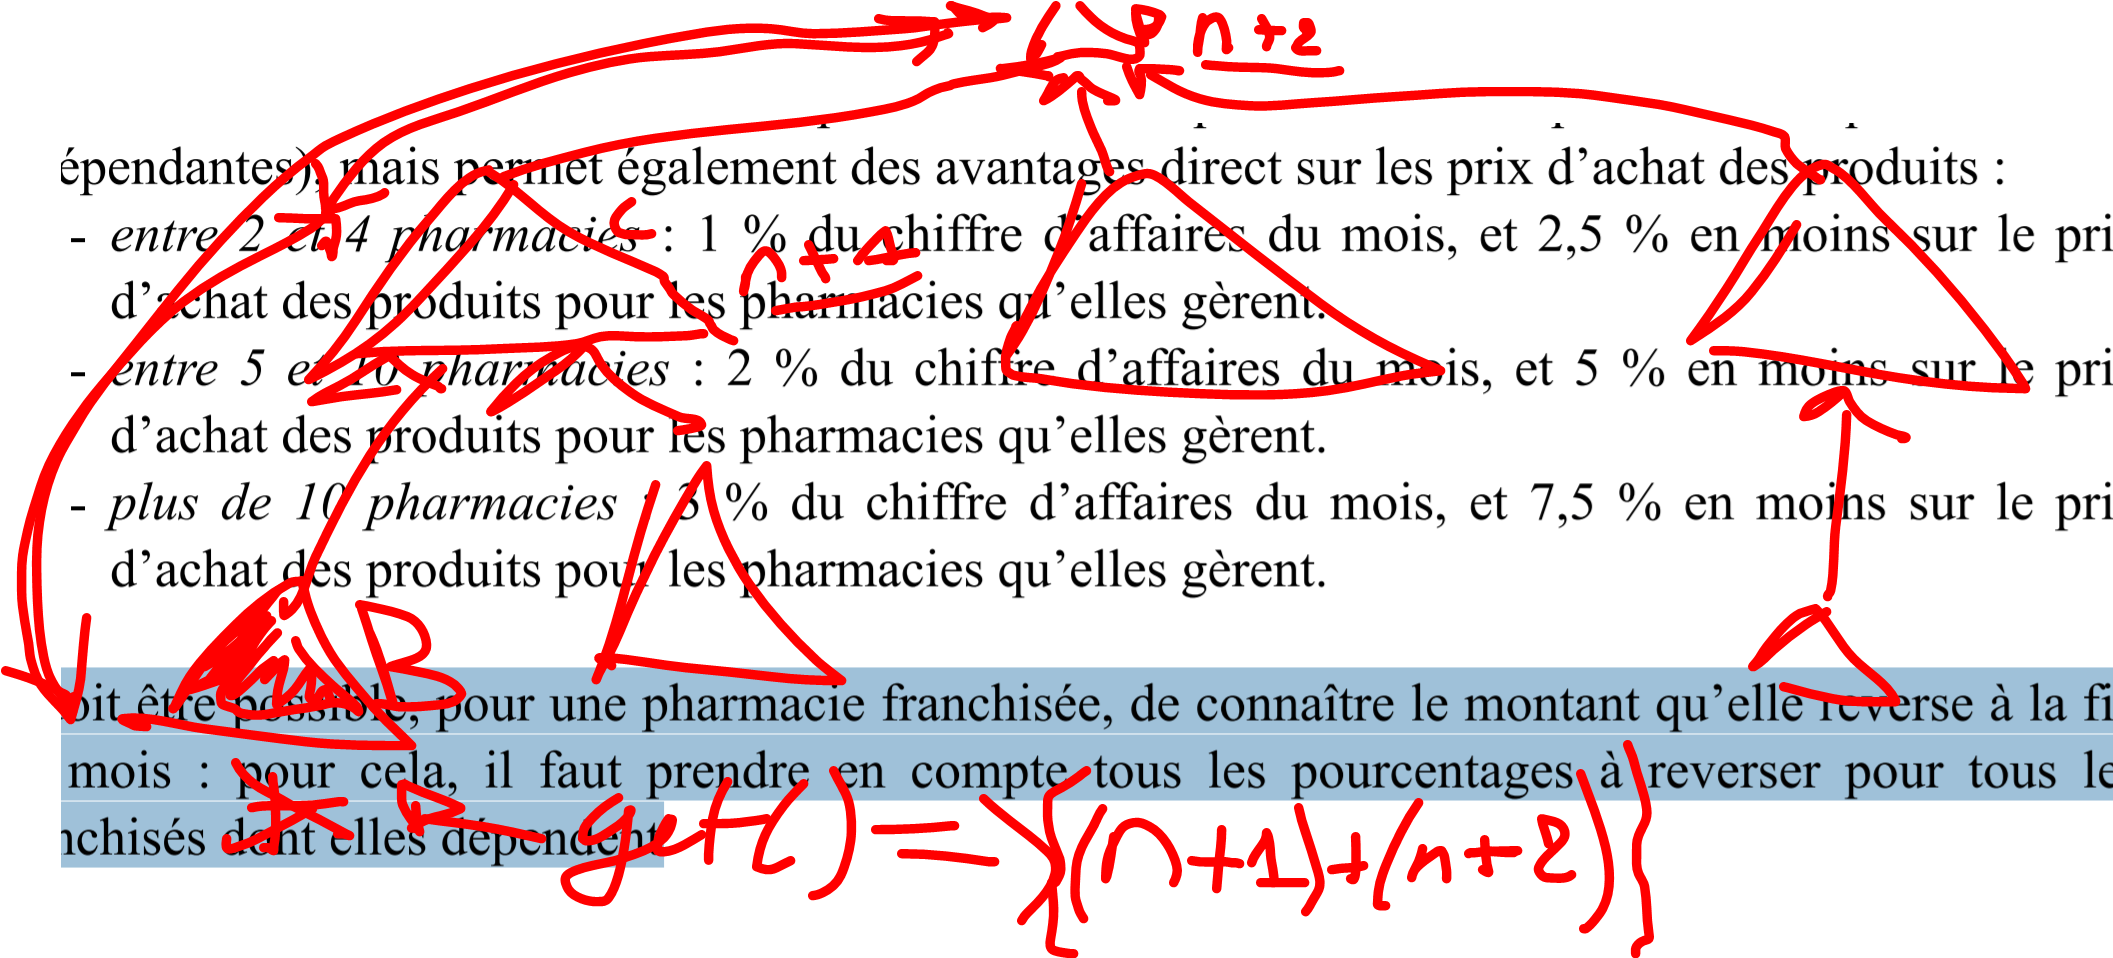 n+2
épendantes), mais permet également des avantages direct sur les prix d'achat des produits :
- entre 2 et 4 pharmacies : 1 % du chiffre d'affaires du mois, et 2,5 % en moins sur le pri
C
n+1
d'achat des produits pour les pharmacies qu'elles gèrent.
- entre 5 et 10 pharmacies : 2 % du chiffre d'affaires du mois, et 5 % en moins sur le pri
d'achat des produits pour les pharmacies qu'elles gèrent.
- plus de 10 pharmacies : 3 % du chiffre d'affaires du mois, et 7,5 % en moins sur le pri
d'achat des produits pour les pharmacies qu'elles gèrent.
B
oit être possible, pour une pharmacie franchisée, de connaître le montant qu'elle reverse à la fi
mois : pour cela, il faut prendre en compte tous les pourcentages à reverser pour tous le
nchisés dont elles dépendent
get() = {(n+1)+(n+2)}